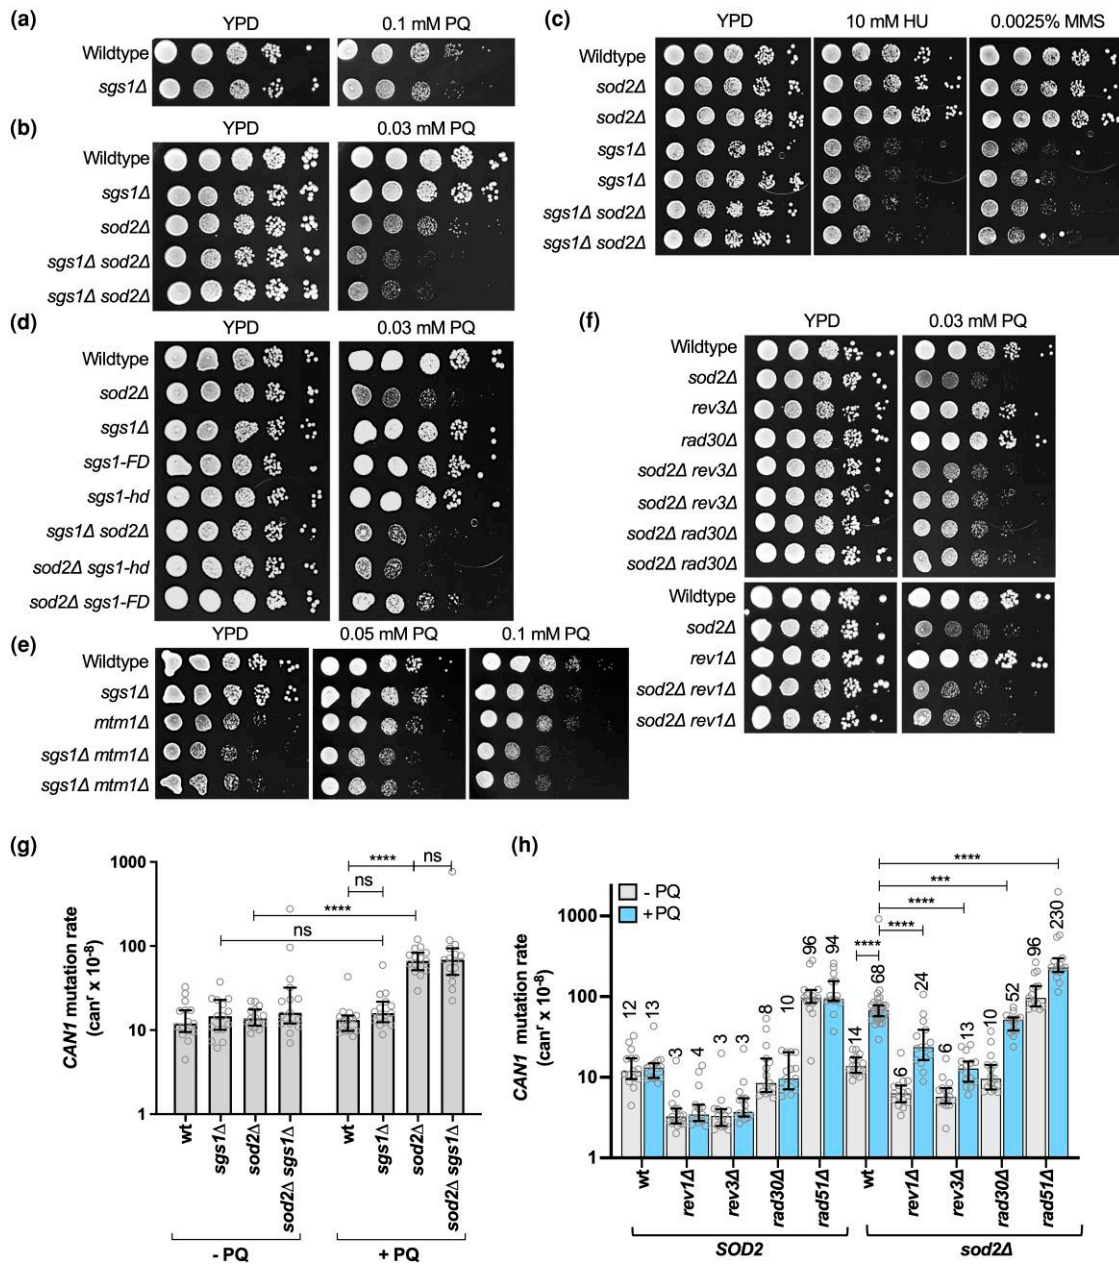 (a)
YPD 0.1 mM PQ
Wildtype
sgs1Δ
(b)
YPD 0.03 mM PQ
Wildtype
sgs1Δ
sod2Δ
sgs1Δ sod2Δ
sgs1Δ sod2Δ
(c)
YPD 10 mM HU 0.0025% MMS
Wildtype
sod2Δ
sod2Δ
sgs1Δ
sgs1Δ
sgs1Δ sod2Δ
sgs1Δ sod2Δ
(d)
YPD 0.03 mM PQ
Wildtype
sod2Δ
sgs1Δ
sgs1-FD
sgs1-hd
sgs1Δ sod2Δ
sod2Δ sgs1-hd
sod2Δ sgs1-FD
(e)
YPD 0.05 mM PQ 0.1 mM PQ
Wildtype
sgs1Δ
mtm1Δ
sgs1Δ mtm1Δ
sgs1Δ mtm1Δ
(f)
YPD 0.03 mM PQ
Wildtype
sod2Δ
rev3Δ
rad30Δ
sod2Δ rev3Δ
sod2Δ rev3Δ
sod2Δ rad30Δ
sod2Δ rad30Δ
Wildtype
sod2Δ
rev1Δ
sod2Δ rev1Δ
sod2Δ rev1Δ
(g)
CAN1 mutation rate
(canʳ x 10⁻⁸)
1000
100
10
1
**** ns
ns
****
ns
wt
sgs1Δ
sod2Δ
sod2Δ sgs1Δ
wt
sgs1Δ
sod2Δ
sod2Δ sgs1Δ
- PQ + PQ
(h)
CAN1 mutation rate
(canʳ x 10⁻⁸)
1000
100
10
1
- PQ
+ PQ
****
***
****
****
****
12 13 3 4 3 3 8 10 96 94 14 68 6 24 6 13 10 52 96 230
wt
rev1Δ
rev3Δ
rad30Δ
rad51Δ
wt
rev1Δ
rev3Δ
rad30Δ
rad51Δ
SOD2 sod2Δ